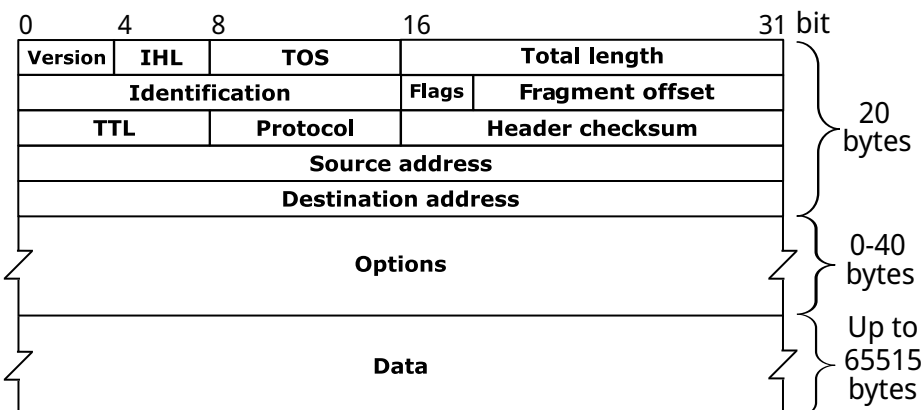 0 4 8 16 31 bit
Version IHL TOS Total length
Identification Flags Fragment offset
TTL Protocol Header checksum
Source address
Destination address
20
bytes
Options
0-40
bytes
Data
Up to
65515
bytes